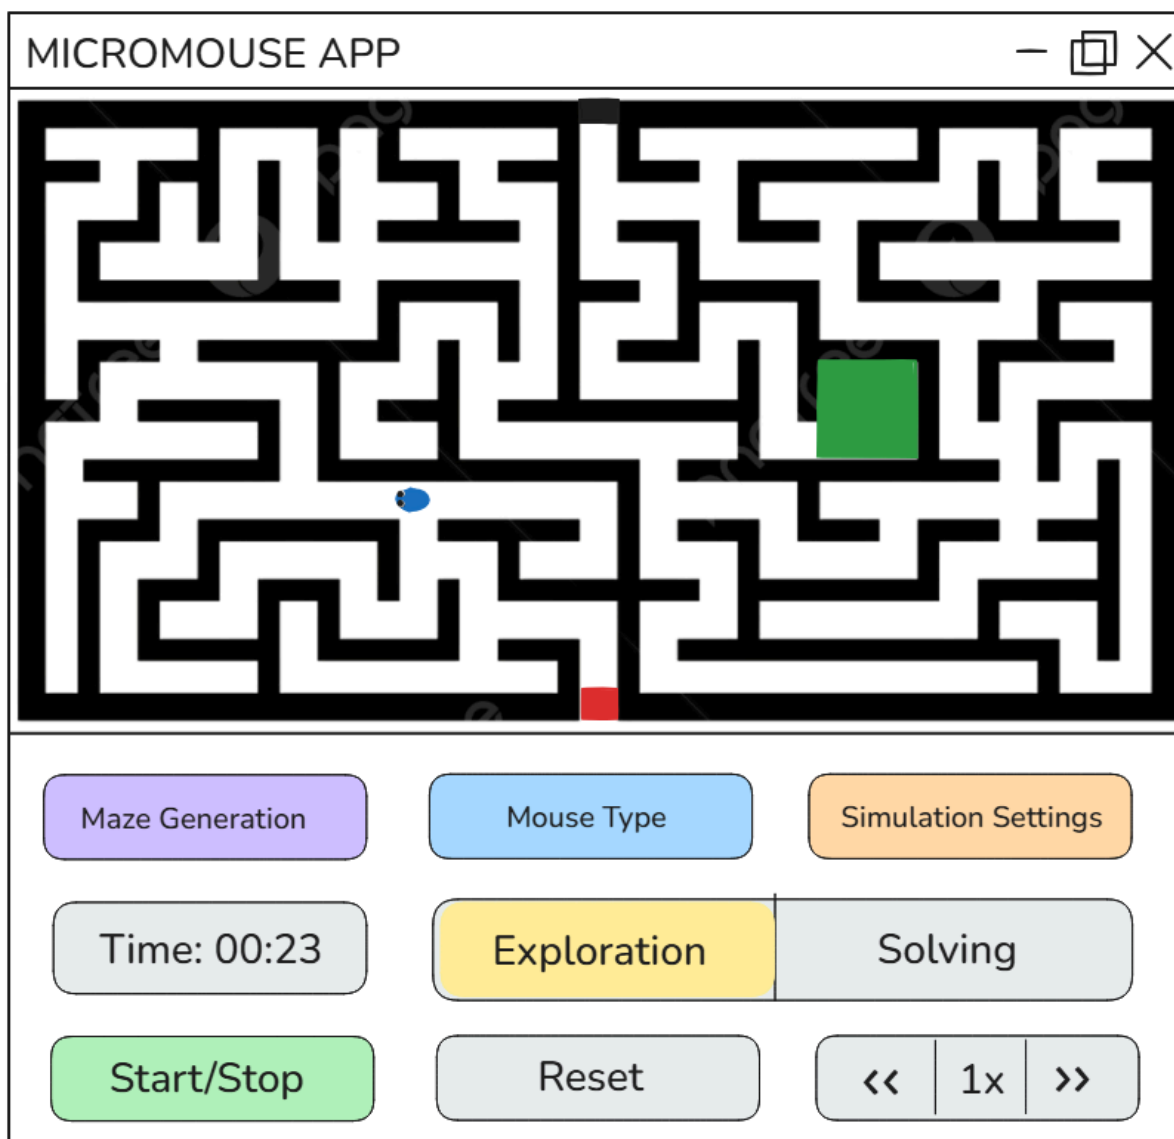 MICROMOUSE APP
Maze Generation
Mouse Type
Simulation Settings
Time: 00:23
Exploration
Solving
Start/Stop
Reset
<<
1x
>>